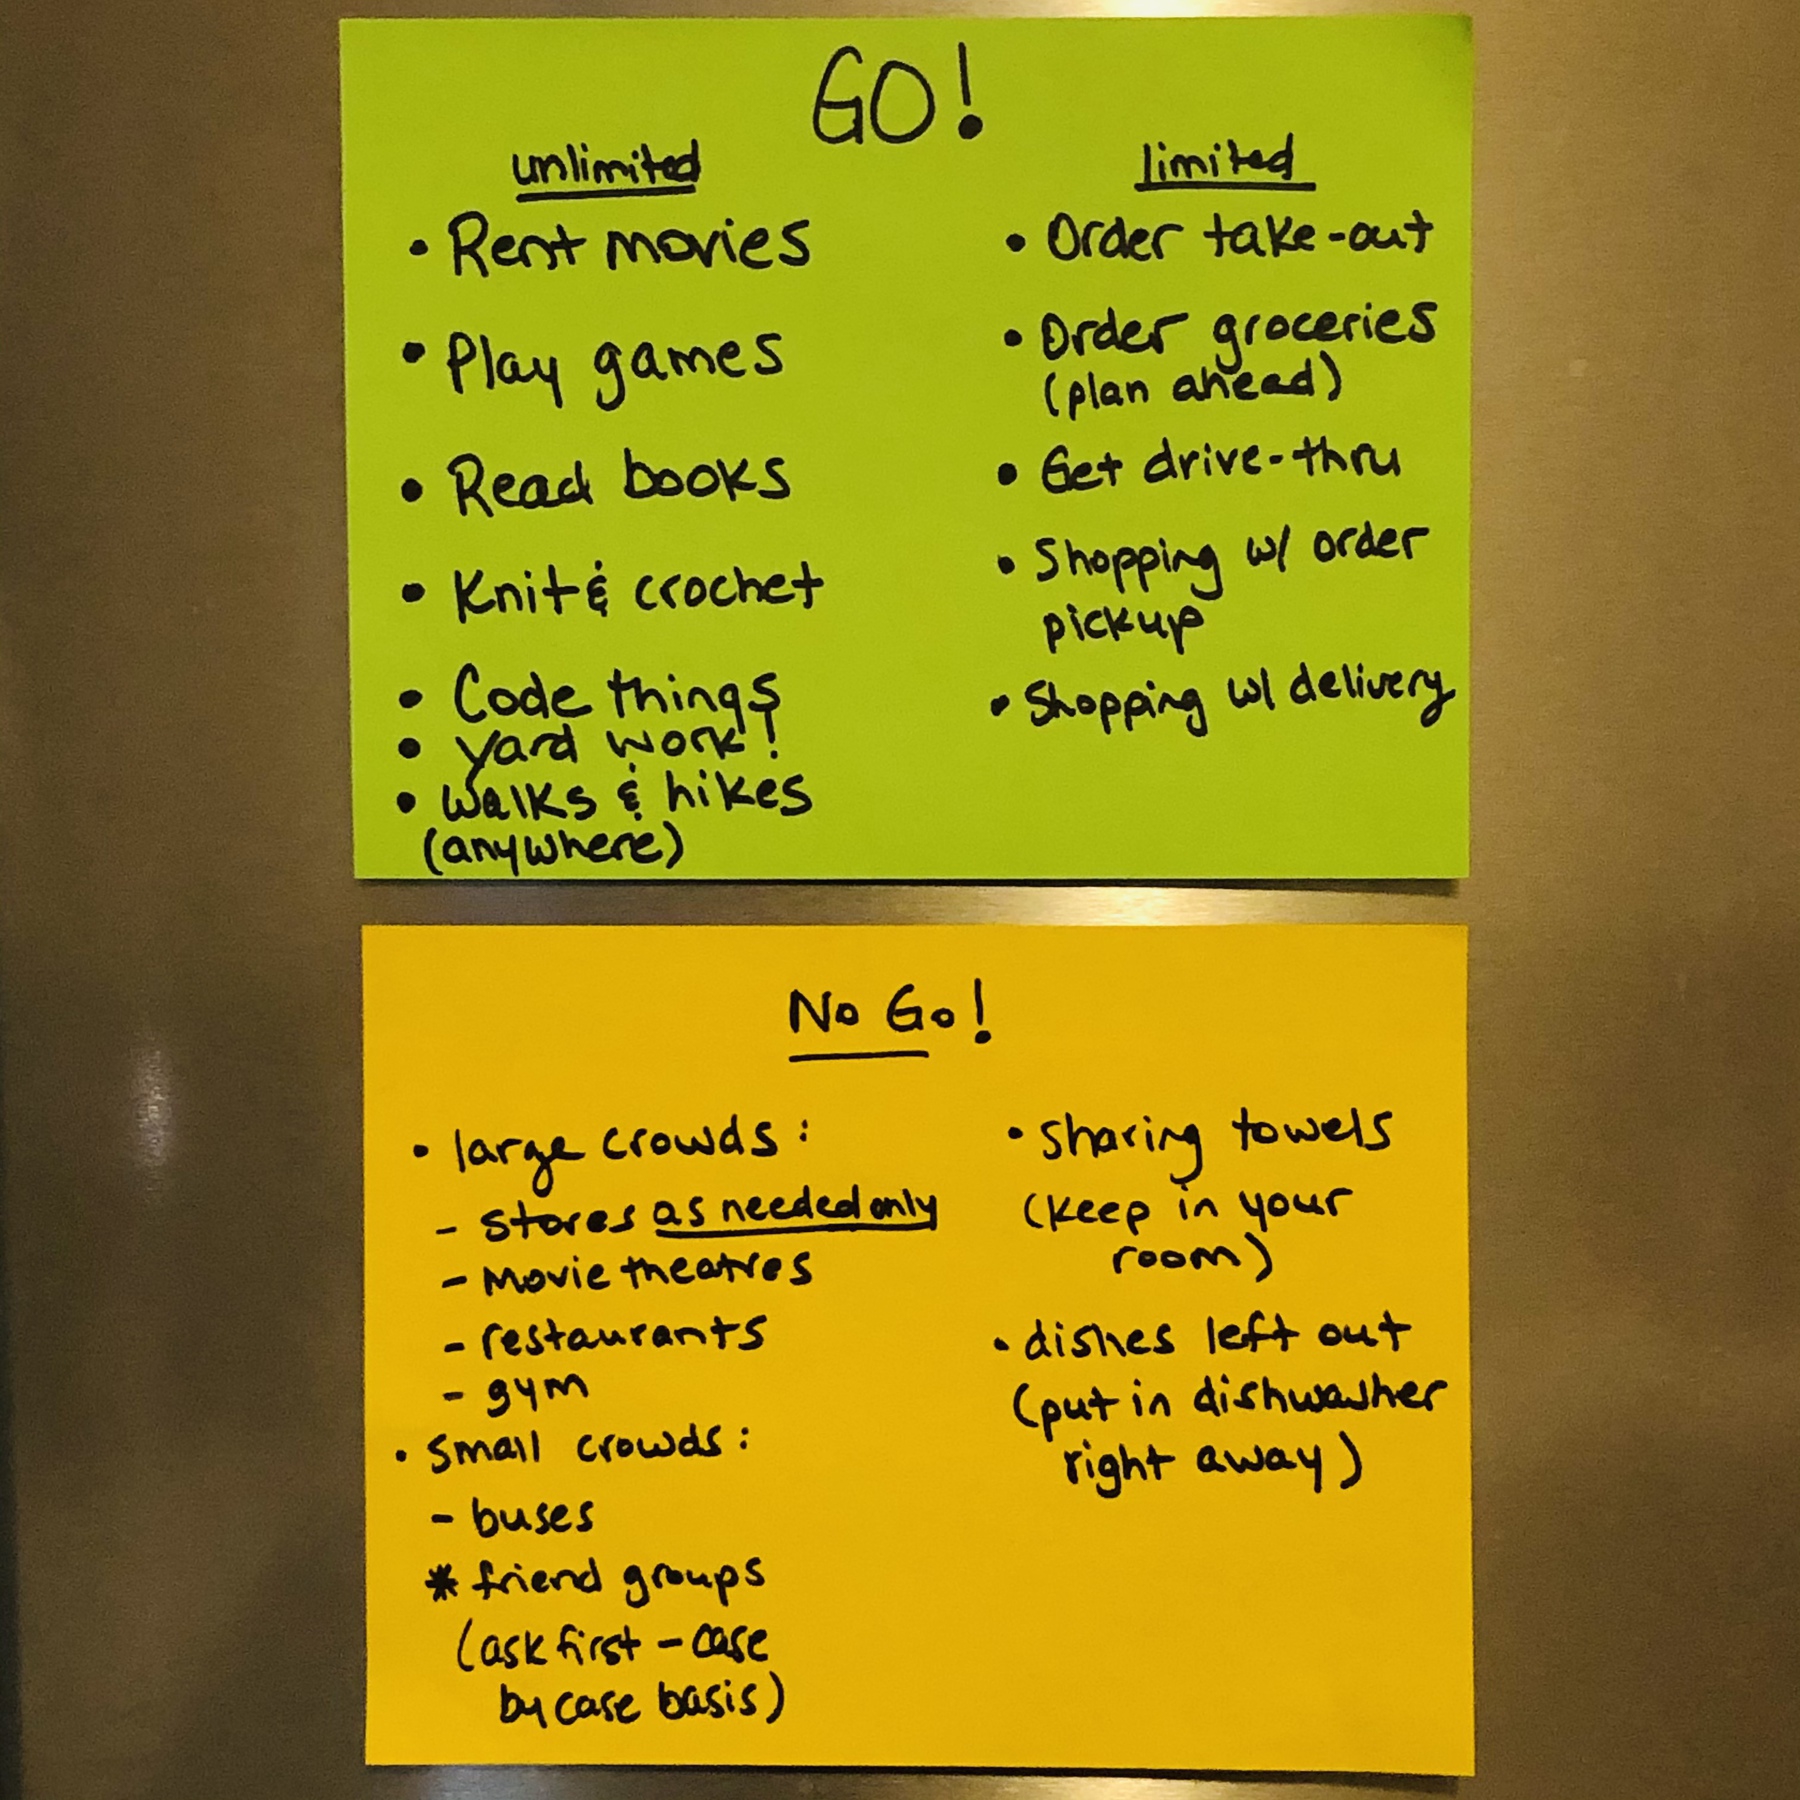 GO!
unlimited
• Rent movies
• Play games
• Read books
• Knit & crochet
• Code things
• Yard work!
• Walks & hikes
(anywhere)
limited
• Order take-out
• Order groceries
(plan ahead)
• Get drive-thru
• Shopping w/ order
pickup
• Shopping w/ delivery
No Go!
• large crowds:
- stores as needed only
- movie theatres
- restaurants
- gym
• small crowds:
- buses
* friend groups
(ask first - case
by case basis)
• sharing towels
(keep in your
room)
• dishes left out
(put in dishwasher
right away)